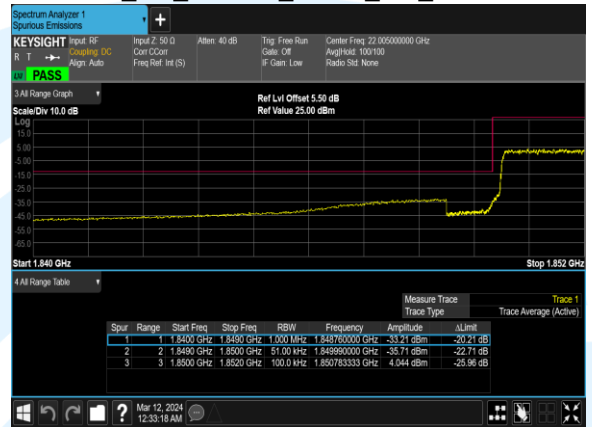 Spectrum Analyzer 1
Spurious Emissions
+
KEYSIGHT Input: RF Input Z: 50 Ω Atten: 40 dB Trig: Free Run Center Freq: 22.005000000 GHz
R T Coupling: DC Corr CCorr Gate: Off Avg|Hold: 100/100
Align: Auto Freq Ref: Int (S) IF Gain: Low Radio Std: None
PASS
3 All Range Graph
Ref Lvl Offset 5.50 dB
Scale/Div 10.0 dB Ref Value 25.00 dBm
Log
15.0
5.00
-5.00
-15.0
-25.0
-35.0
-45.0
-55.0
-65.0
Start 1.840 GHz Stop 1.852 GHz
4 All Range Table
Measure Trace Trace 1
Trace Type Trace Average (Active)
Spur Range Start Freq Stop Freq RBW Frequency Amplitude ΔLimit
1 1 1.8400 GHz 1.8490 GHz 1.000 MHz 1.848760000 GHz -33.21 dBm -20.21 dB
2 2 1.8490 GHz 1.8500 GHz 51.00 kHz 1.849990000 GHz -35.71 dBm -22.71 dB
3 3 1.8500 GHz 1.8520 GHz 100.0 kHz 1.850783333 GHz 4.044 dBm -25.96 dB
? Mar 12, 2024
12:33:18 AM